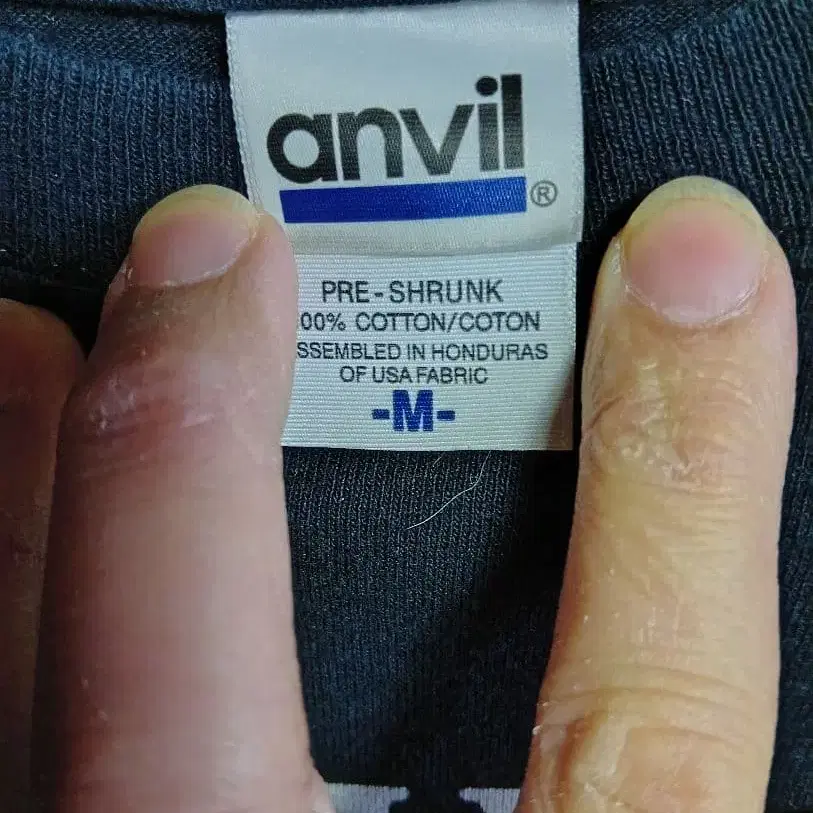 anvil
®
PRE-SHRUNK
00% COTTON/COTON
SSEMBLED IN HONDURAS
OF USA FABRIC
-M-